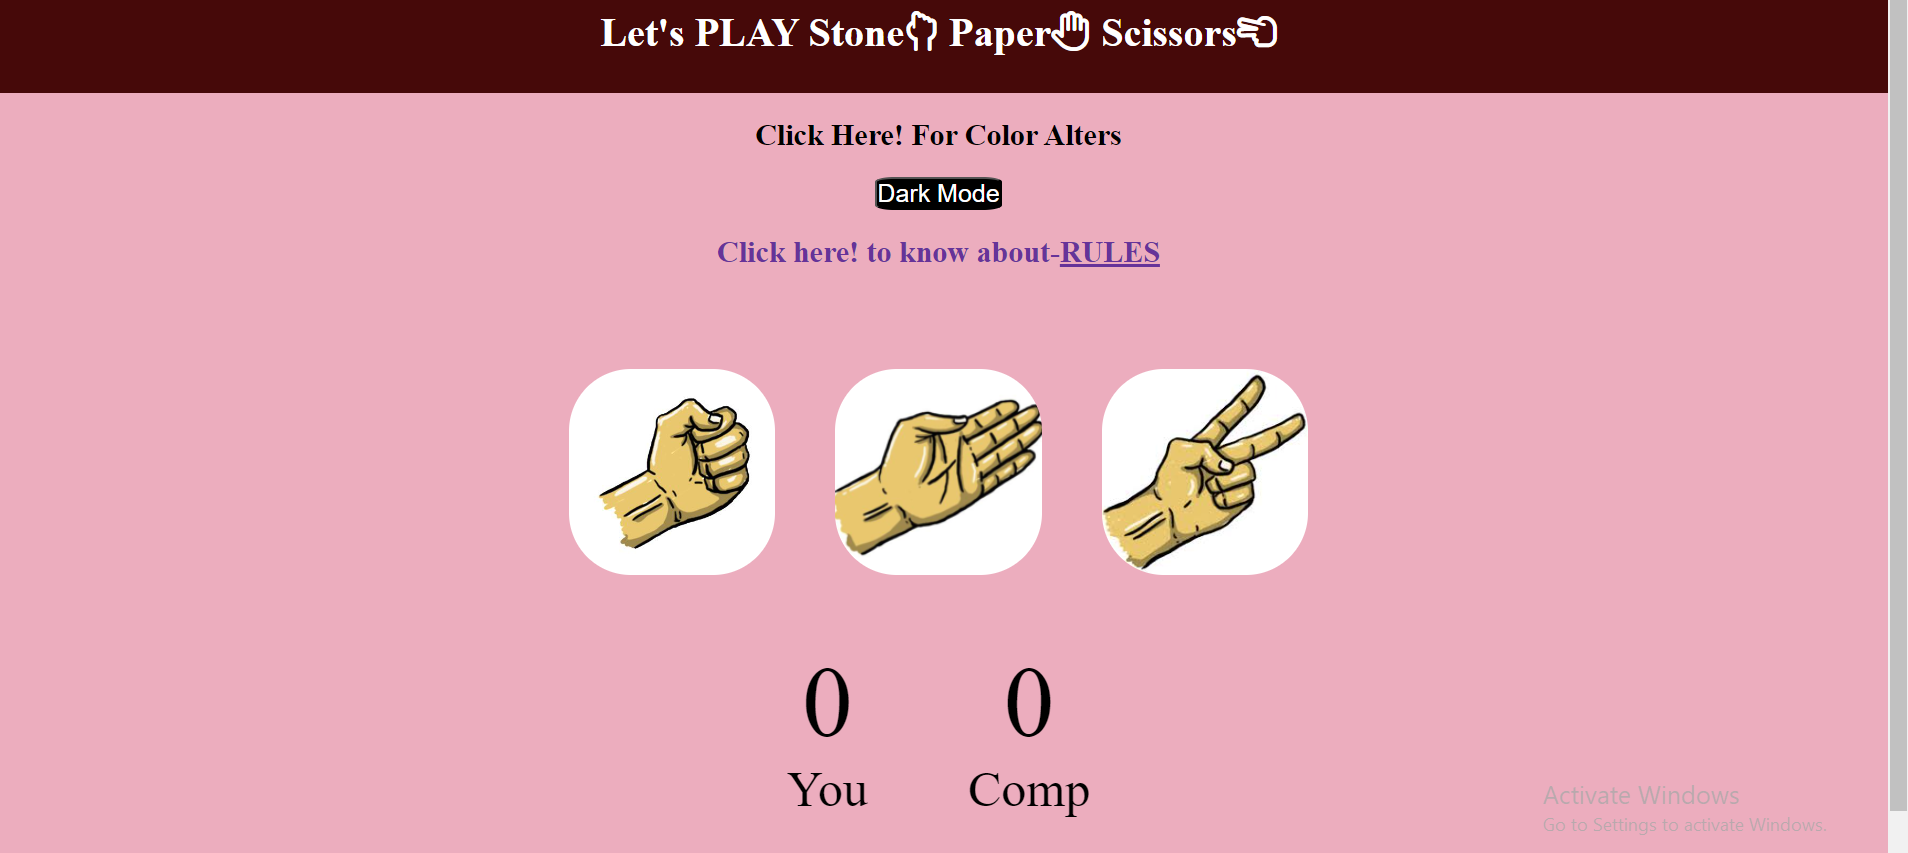 Let's PLAY Stone Paper Scissors
Click Here! For Color Alters
Dark Mode
Click here! to know about-RULES
0 0
You Comp
Activate Windows
Go to Settings to activate Windows.